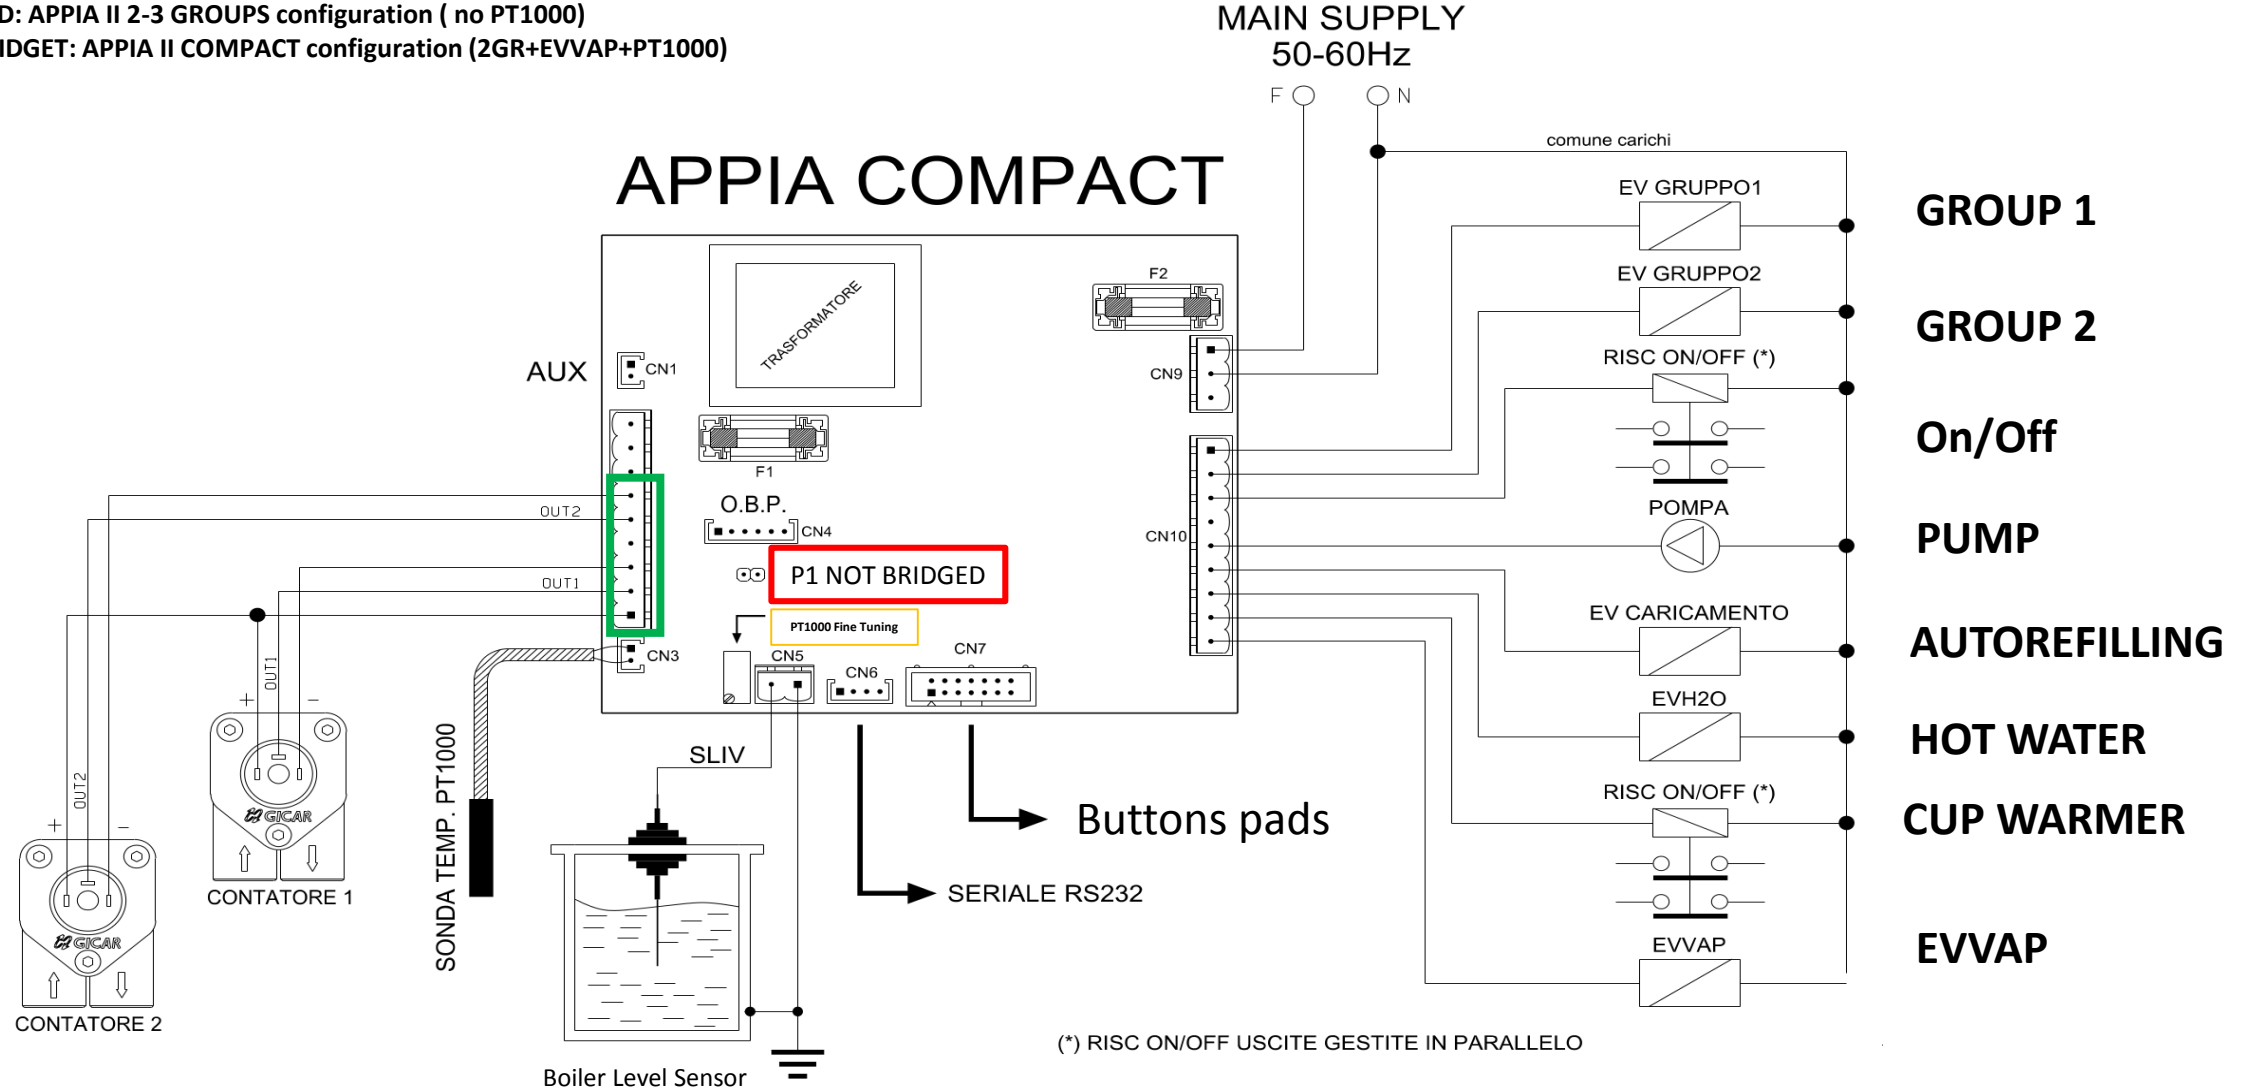 D: APPIA II 2-3 GROUPS configuration ( no PT1000)
IDGET: APPIA II COMPACT configuration (2GR+EVVAP+PT1000)
MAIN SUPPLY
50-60Hz
F
N
comune carichi
APPIA COMPACT
EV GRUPPO1
GROUP 1
EV GRUPPO2
GROUP 2
RISC ON/OFF (*)
On/Off
POMPA
PUMP
EV CARICAMENTO
AUTOREFILLING
EVH2O
HOT WATER
RISC ON/OFF (*)
CUP WARMER
EVVAP
EVVAP
TRASFORMATORE
F2
AUX
CN1
CN9
F1
O.B.P.
CN4
CN10
OUT2
OUT1
P1 NOT BRIDGED
PT1000 Fine Tuning
CN3
CN5
CN6
CN7
OUT1
+
-
GICAR
CONTATORE 1
OUT2
+
-
GICAR
CONTATORE 2
SONDA TEMP. PT1000
SLIV
Buttons pads
SERIALE RS232
Boiler Level Sensor
(*) RISC ON/OFF USCITE GESTITE IN PARALLELO